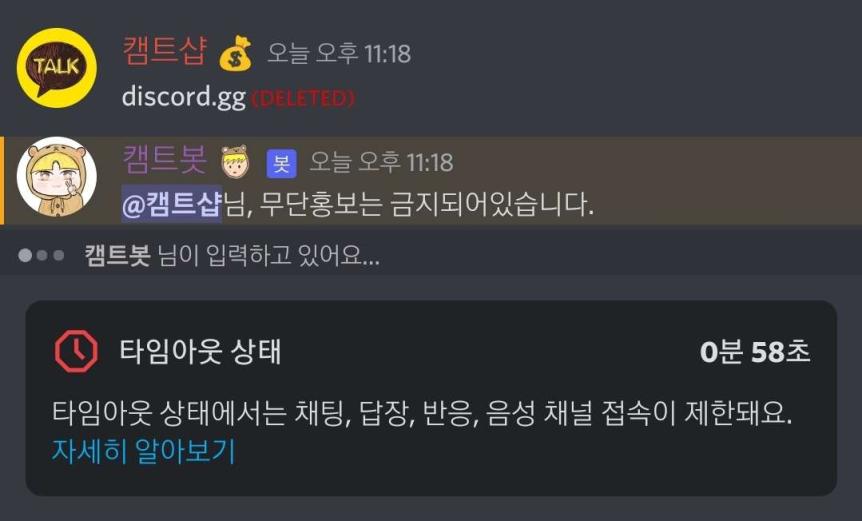 TALK
캠트샵 오늘 오후 11:18
discord.gg (DELETED)
캠트봇 봇 오늘 오후 11:18
@캠트샵님, 무단홍보는 금지되어있습니다.
캠트봇 님이 입력하고 있어요...
타임아웃 상태 0분 58초
타임아웃 상태에서는 채팅, 답장, 반응, 음성 채널 접속이 제한돼요.
자세히 알아보기